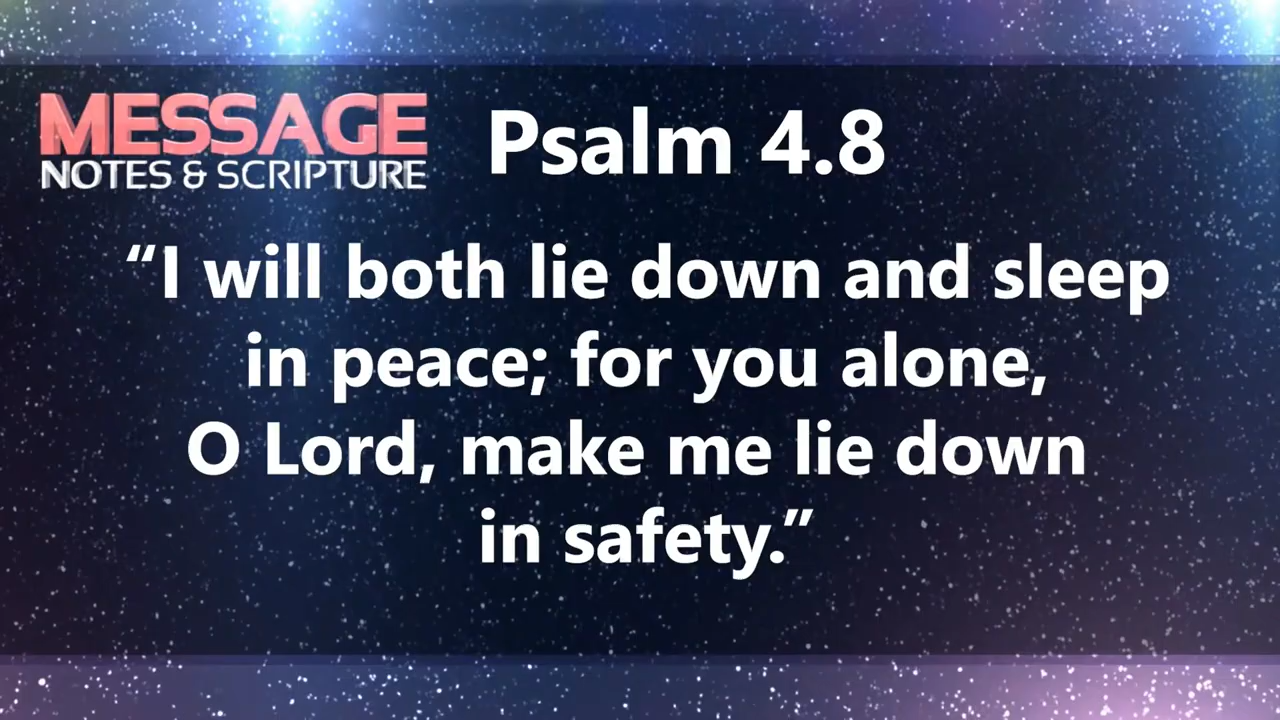 MESSAGE
NOTES & SCRIPTURE
Psalm 4.8
“I will both lie down and sleep
in peace; for you alone,
O Lord, make me lie down
in safety.”